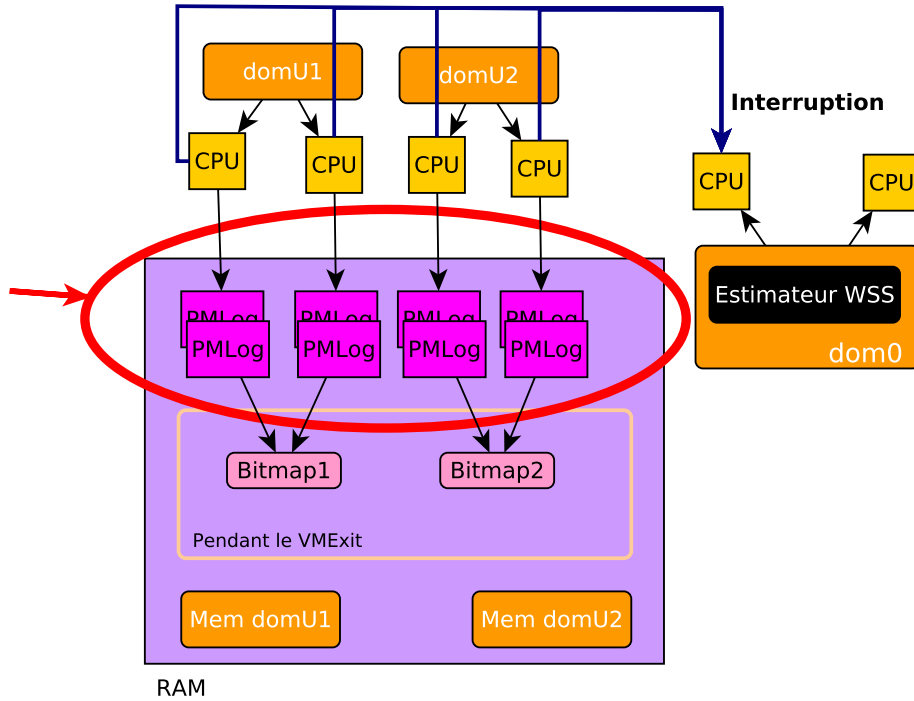 domU1
domU2
Interruption
CPU
CPU
CPU
CPU
CPU
CPU
Estimateur WSS
dom0
PMLog
PMLog
PMLog
PMLog
PMLog
PMLog
PMLog
PMLog
Bitmap1
Bitmap2
Pendant le VMExit
Mem domU1
Mem domU2
RAM